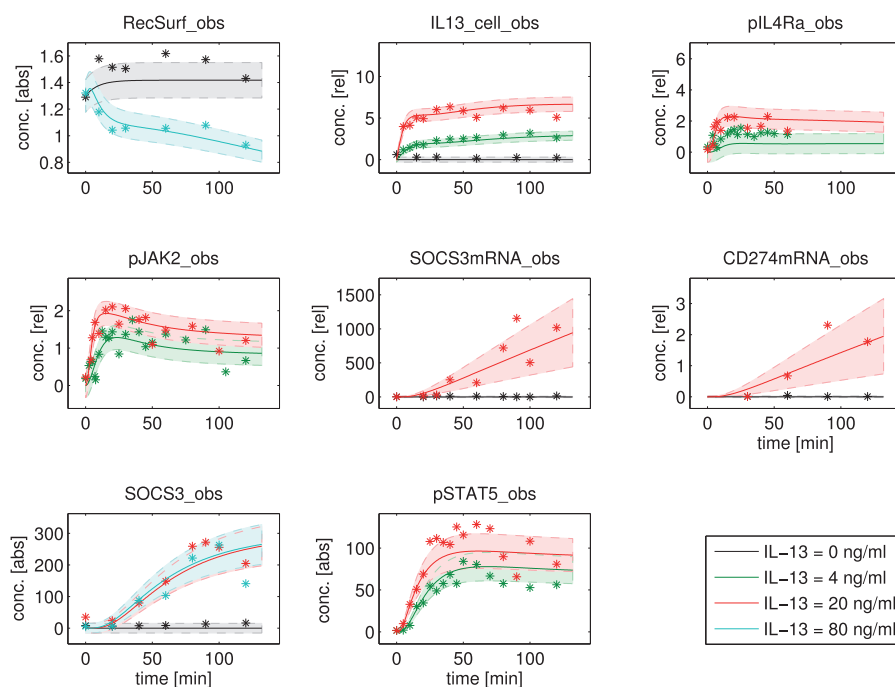 RecSurf_obs
IL13_cell_obs
pIL4Ra_obs
conc. [abs]
1.6
1.4
1.2
1
0.8
0 50 100
conc. [rel]
10
5
0
0 50 100
conc. [rel]
6
4
2
0
0 50 100
pJAK2_obs
SOCS3mRNA_obs
CD274mRNA_obs
conc. [rel]
2
1
0
0 50 100
conc. [rel]
1500
1000
500
0
0 50 100
conc. [rel]
3
2
1
0
0 50 100
time [min]
SOCS3_obs
pSTAT5_obs
conc. [abs]
300
200
100
0
0 50 100
time [min]
conc. [abs]
100
50
0
0 50 100
time [min]
IL−13 = 0 ng/ml
IL−13 = 4 ng/ml
IL−13 = 20 ng/ml
IL−13 = 80 ng/ml